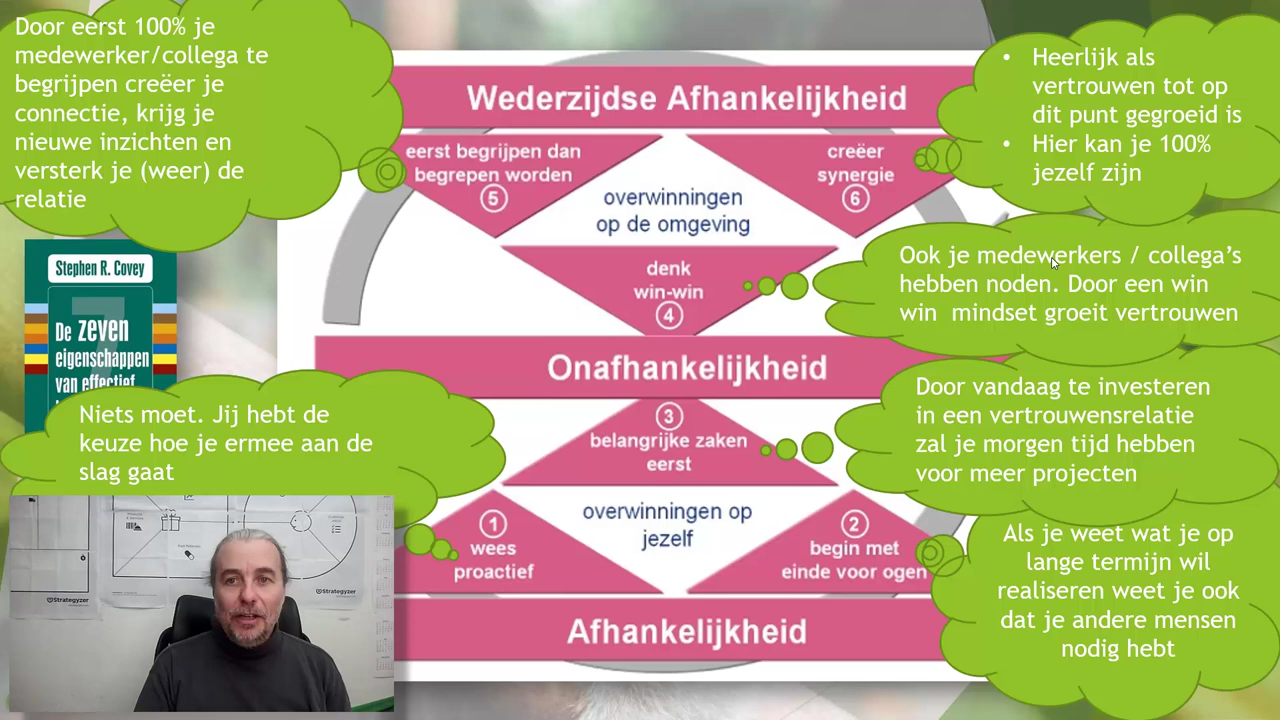 Door eerst 100% je
medewerker/collega te
begrijpen creëer je
connectie, krijg je
nieuwe inzichten en
versterk je (weer) de
relatie
Wederzijdse Afhankelijkheid
eerst begrijpen dan
begrepen worden
5
overwinningen
op de omgeving
creëer
synergie
6
• Heerlijk als
vertrouwen tot op
dit punt gegroeid is
• Hier kan je 100%
jezelf zijn
denk
win-win
4
Ook je medewerkers / collega's
hebben noden. Door een win
win mindset groeit vertrouwen
Stephen R. Covey
7
De zeven
eigenschappen
van effectief
Onafhankelijkheid
3
belangrijke zaken
eerst
Door vandaag te investeren
in een vertrouwensrelatie
zal je morgen tijd hebben
voor meer projecten
Niets moet. Jij hebt de
keuze hoe je ermee aan de
slag gaat
1
wees
proactief
overwinningen op
jezelf
2
begin met
einde voor ogen
Als je weet wat je op
lange termijn wil
realiseren weet je ook
dat je andere mensen
nodig hebt
Afhankelijkheid
Strategyzer
Strategyzer